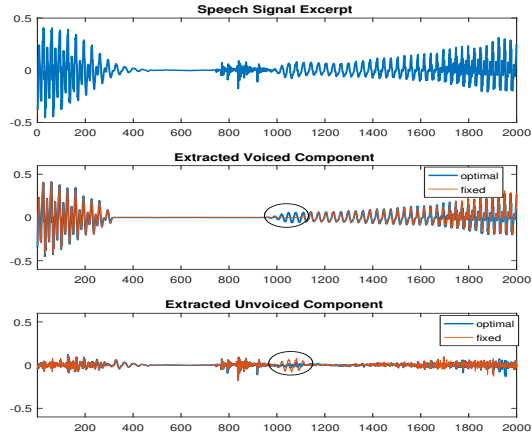 Speech Signal Excerpt
0.5
0
-0.5
0 200 400 600 800 1000 1200 1400 1600 1800 2000
Extracted Voiced Component
0.5
0
-0.5
optimal
fixed
200 400 600 800 1000 1200 1400 1600 1800 2000
Extracted Unvoiced Component
0.5
0
-0.5
optimal
fixed
200 400 600 800 1000 1200 1400 1600 1800 2000